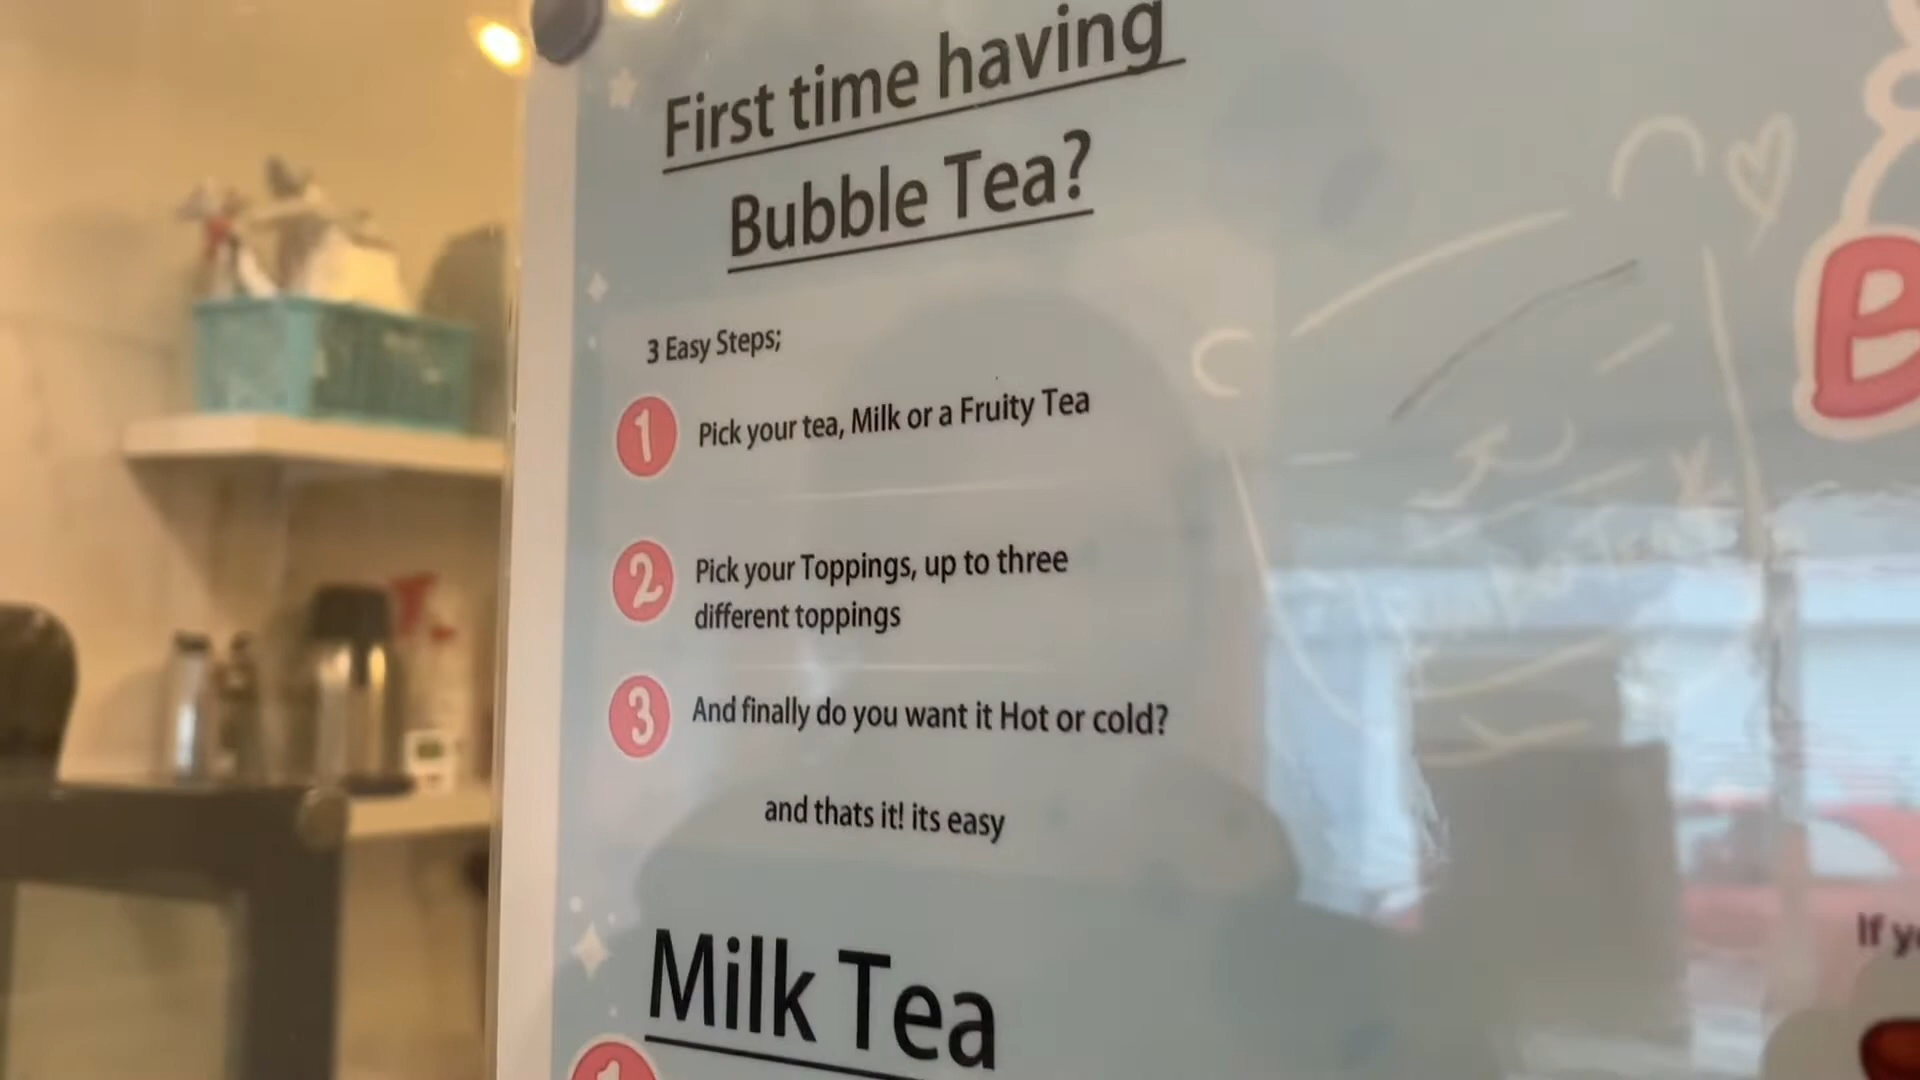 First time having
Bubble Tea?
3 Easy Steps;
1 Pick your tea, Milk or a Fruity Tea
2 Pick your Toppings, up to three
different toppings
3 And finally do you want it Hot or cold?
and thats it! its easy
Milk Tea
1
B
If